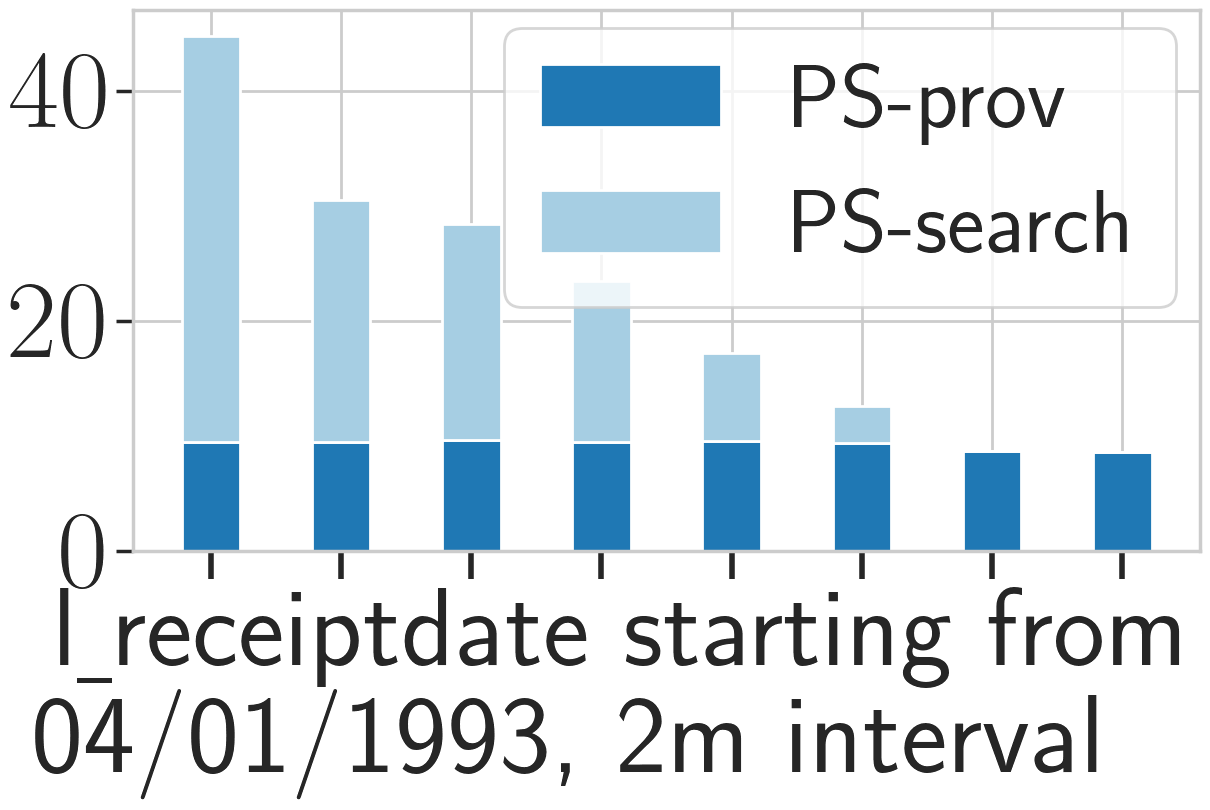 40
20
0
PS-prov
PS-search
l_receiptdate starting from
04/01/1993, 2m interval